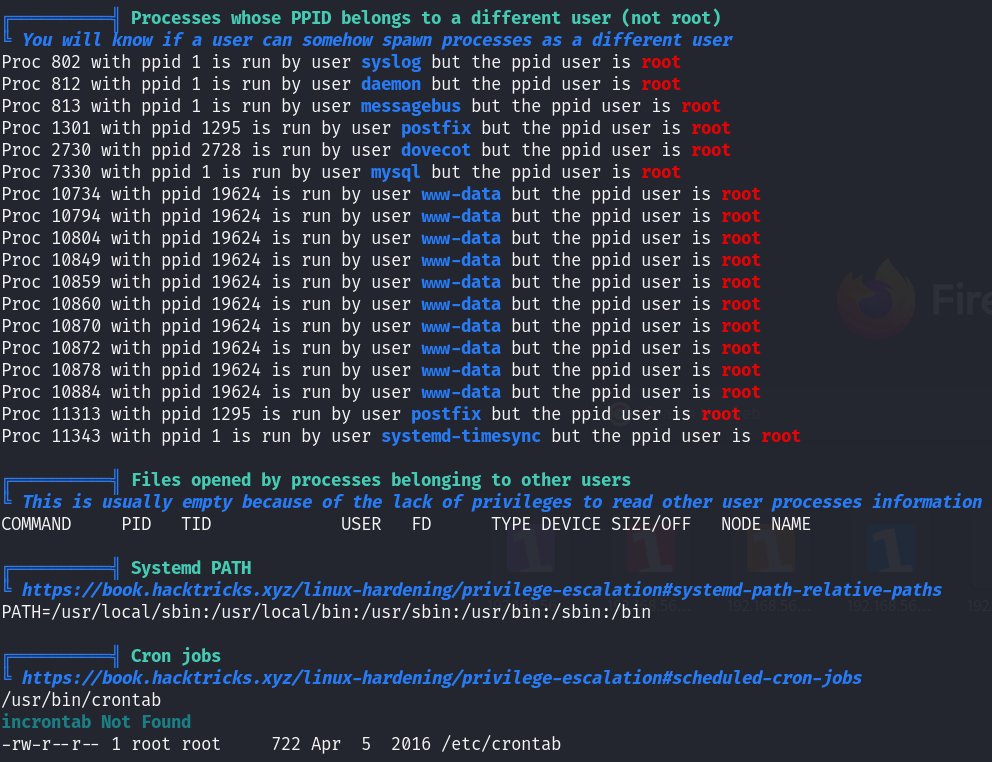 ╔══════════╣ Processes whose PPID belongs to a different user (not root)
╚ You will know if a user can somehow spawn processes as a different user
Proc 802 with ppid 1 is run by user syslog but the ppid user is root
Proc 812 with ppid 1 is run by user daemon but the ppid user is root
Proc 813 with ppid 1 is run by user messagebus but the ppid user is root
Proc 1301 with ppid 1295 is run by user postfix but the ppid user is root
Proc 2730 with ppid 2728 is run by user dovecot but the ppid user is root
Proc 7330 with ppid 1 is run by user mysql but the ppid user is root
Proc 10734 with ppid 19624 is run by user www-data but the ppid user is root
Proc 10794 with ppid 19624 is run by user www-data but the ppid user is root
Proc 10804 with ppid 19624 is run by user www-data but the ppid user is root
Proc 10849 with ppid 19624 is run by user www-data but the ppid user is root
Proc 10859 with ppid 19624 is run by user www-data but the ppid user is root
Proc 10860 with ppid 19624 is run by user www-data but the ppid user is root
Proc 10870 with ppid 19624 is run by user www-data but the ppid user is root
Proc 10872 with ppid 19624 is run by user www-data but the ppid user is root
Proc 10878 with ppid 19624 is run by user www-data but the ppid user is root
Proc 10884 with ppid 19624 is run by user www-data but the ppid user is root
Proc 11313 with ppid 1295 is run by user postfix but the ppid user is root
Proc 11343 with ppid 1 is run by user systemd-timesync but the ppid user is root
╔══════════╣ Files opened by processes belonging to other users
╚ This is usually empty because of the lack of privileges to read other user processes information
COMMAND     PID   TID             USER   FD      TYPE DEVICE SIZE/OFF   NODE NAME
╔══════════╣ Systemd PATH
╚ https://book.hacktricks.xyz/linux-hardening/privilege-escalation#systemd-path-relative-paths
PATH=/usr/local/sbin:/usr/local/bin:/usr/sbin:/usr/bin:/sbin:/bin
╔══════════╣ Cron jobs
╚ https://book.hacktricks.xyz/linux-hardening/privilege-escalation#scheduled-cron-jobs
/usr/bin/crontab
incrontab Not Found
-rw-r--r-- 1 root root     722 Apr  5  2016 /etc/crontab